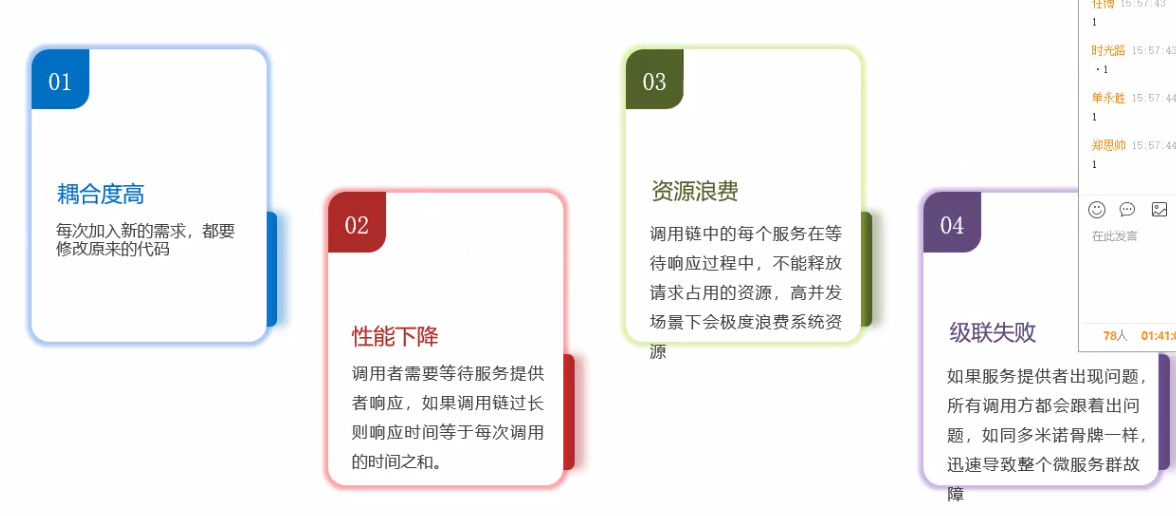 01
耦合度高
每次加入新的需求，都要
修改原来的代码
02
性能下降
调用者需要等待服务提供
者响应，如果调用链过长
则响应时间等于每次调用
的时间之和。
03
资源浪费
调用链中的每个服务在等
待响应过程中，不能释放
请求占用的资源，高并发
场景下会极度浪费系统资
源
04
级联失败
如果服务提供者出现问题，
所有调用方都会跟着出问
题，如同多米诺骨牌一样，
迅速导致整个微服务群故
障
任博 15:57:43
1
时光路 15:57:43
·1
单永胜 15:57:44
1
郑思帅 15:57:44
1
在此发言
78人 01:41: